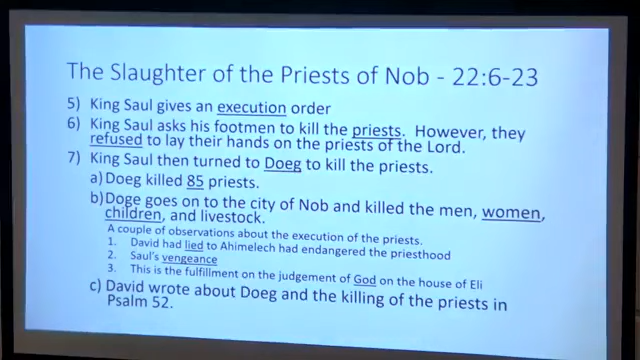 The Slaughter of the Priests of Nob - 22:6-23
5) King Saul gives an execution order
6) King Saul asks his footmen to kill the priests. However, they
refused to lay their hands on the priests of the Lord.
7) King Saul then turned to Doeg to kill the priests.
a) Doeg killed 85 priests.
b) Doge goes on to the city of Nob and killed the men, women,
children, and livestock.
A couple of observations about the execution of the priests.
1. David had lied to Ahimelech had endangered the priesthood
2. Saul's vengeance
3. This is the fulfillment on the judgement of God on the house of Eli
c) David wrote about Doeg and the killing of the priests in
Psalm 52.